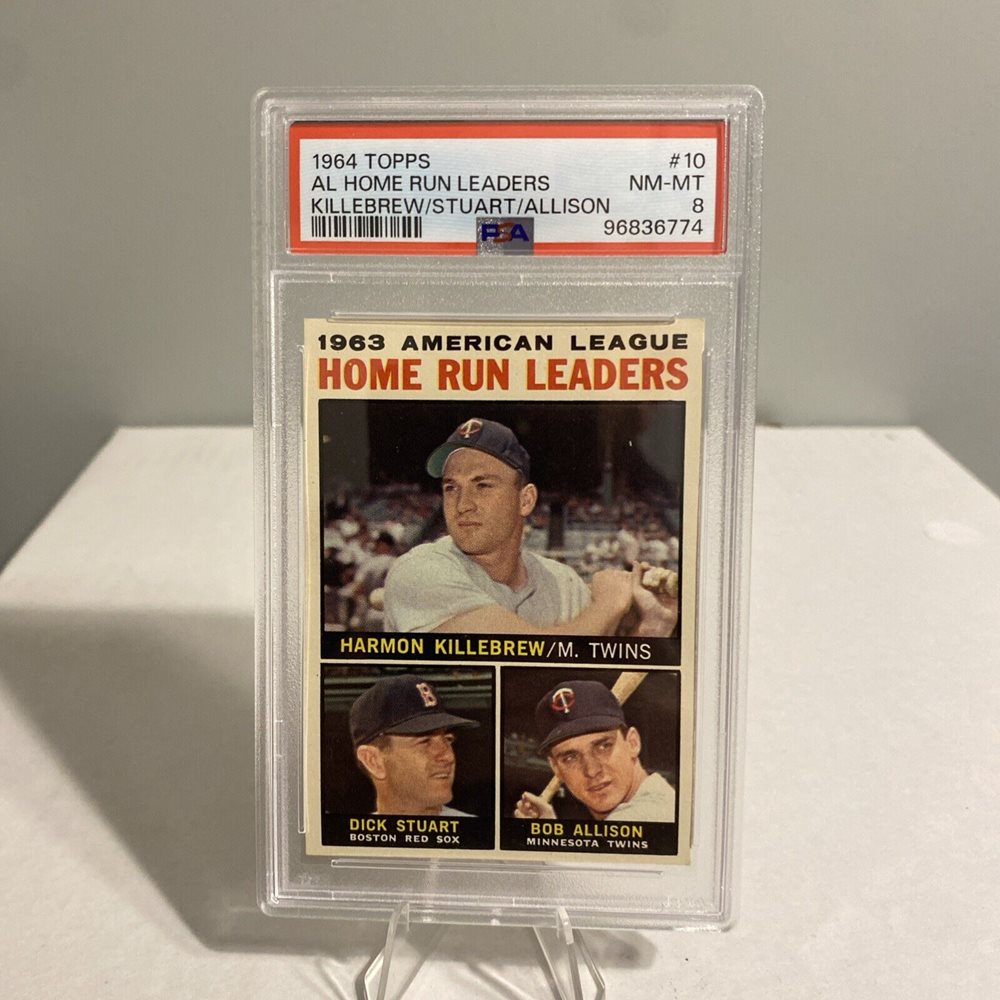 1964 TOPPS #10
AL HOME RUN LEADERS NM-MT
KILLEBREW/STUART/ALLISON 8
PSA 96836774
1963 AMERICAN LEAGUE
HOME RUN LEADERS
HARMON KILLEBREW/M. TWINS
DICK STUART
BOSTON RED SOX
BOB ALLISON
MINNESOTA TWINS